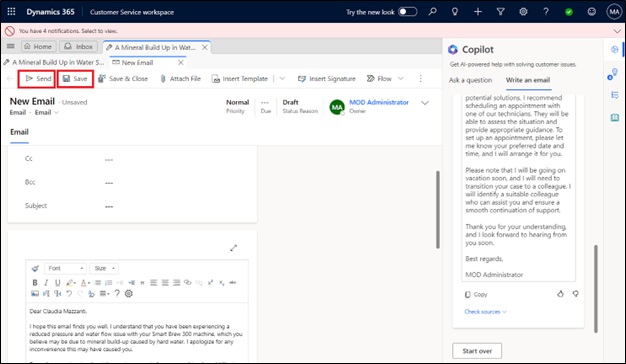 Dynamics 365
Customer Service workspace
Try the new look
MA
You have 4 notifications. Select to view.
Home
Inbox
A Mineral Build Up in Wat...
A Mineral Build Up in Water S...
New Email
Send
Save
Save & Close
Attach File
Insert Template
Insert Signature
Flow
New Email - Unsaved
Email · Email
Normal
Priority
---
Due
Draft
Status Reason
MA
MOD Administrator
Owner
Email
Cc
---
Bcc
---
Subject
---
Font
Size
B I U
Dear Claudia Mazzanti,
I hope this email finds you well. I understand that you have been experiencing a
reduced pressure and water flow issue with your Smart Brew 300 machine, which you
believe may be due to mineral build-up caused by hard water. I apologize for any
inconvenience this may have caused you.
Copilot
Get AI-powered help with solving customer issues.
Ask a question
Write an email
potential solutions, I recommend
scheduling an appointment with
one of our technicians. They will be
able to assess the situation and
provide appropriate guidance. To
set up an appointment, please let
me know your preferred date and
time, and I will arrange it for you.
Please note that I will be going on
vacation soon, and I will need to
transition your case to a colleague. I
will identify a suitable colleague
who can assist you and ensure a
smooth continuation of support.
Thank you for your understanding,
and I look forward to hearing from
you soon.
Best regards,
MOD Administrator
Copy
Check sources
Start over